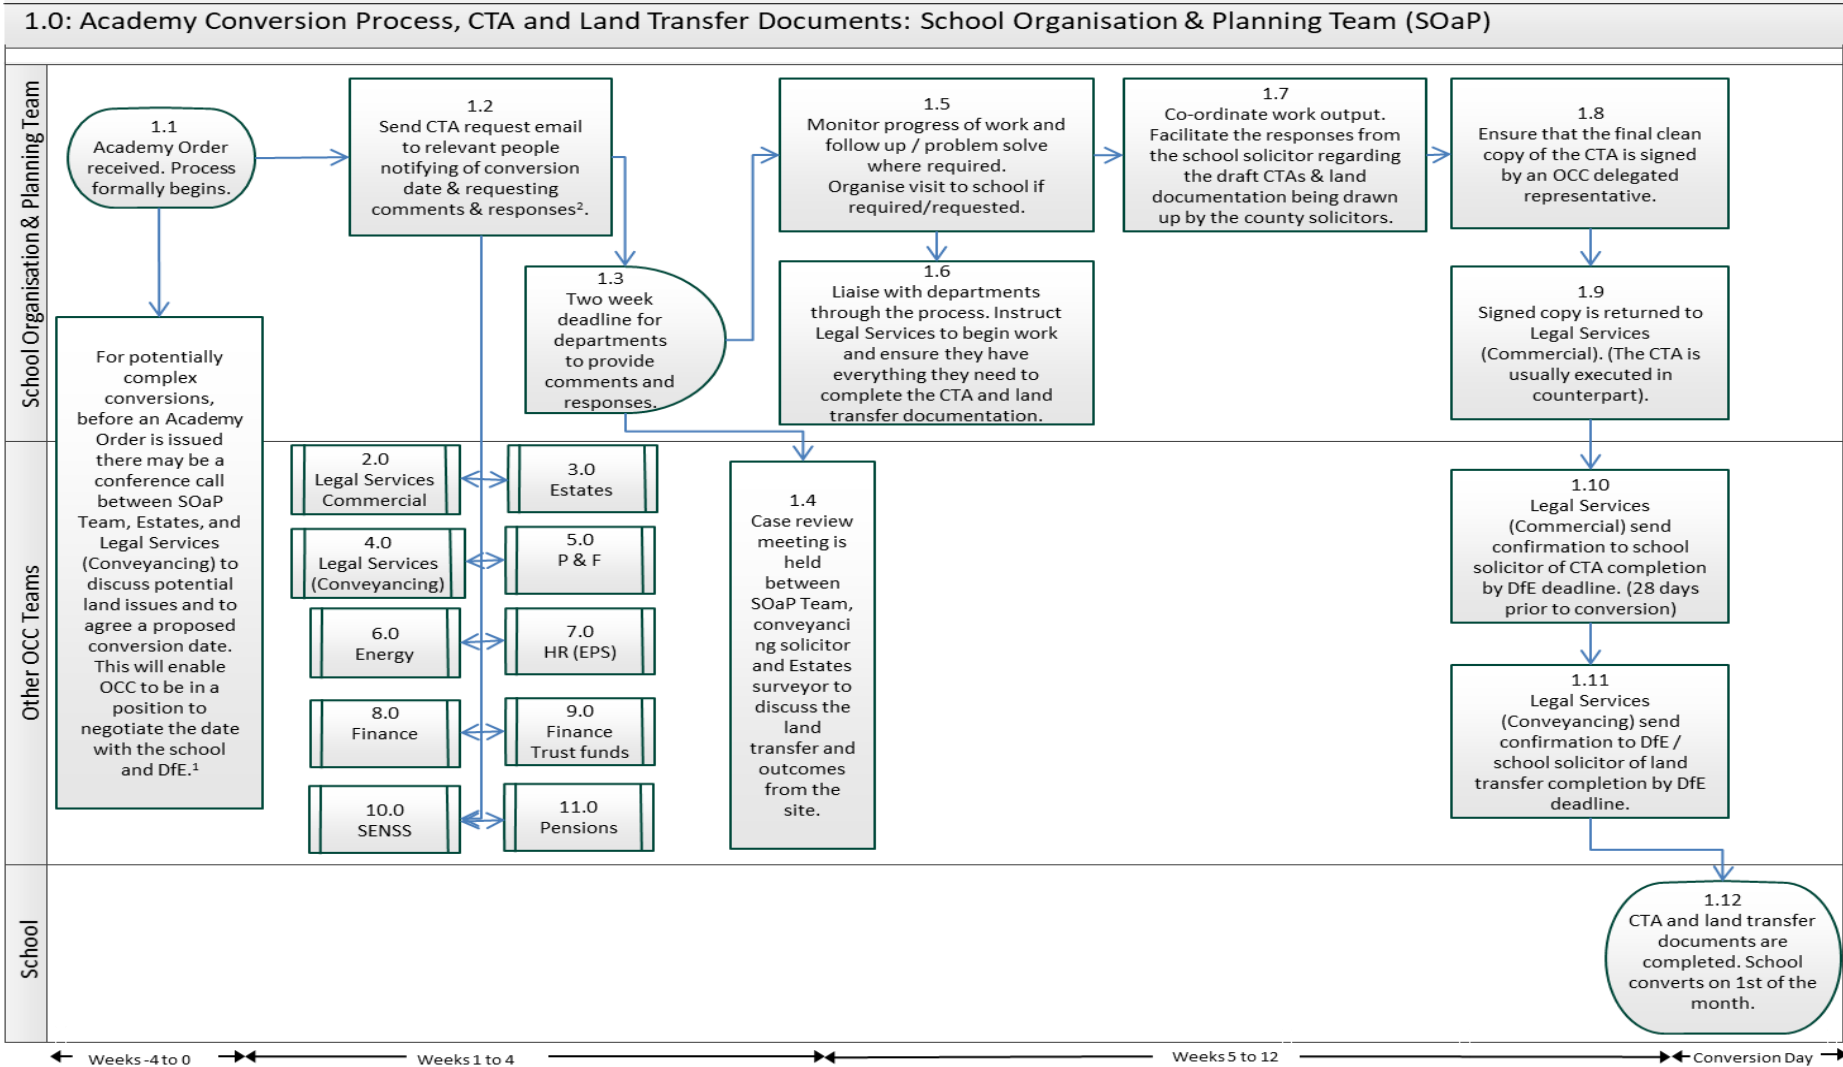 1.0: Academy Conversion Process, CTA and Land Transfer Documents: School Organisation & Planning Team (SOaP)
School Organisation & Planning Team
1.1
Academy Order
received. Process
formally begins.
For potentially
complex
conversions,
before an Academy
Order is issued
there may be a
conference call
between SOaP
Team, Estates, and
Legal Services
(Conveyancing) to
discuss potential
land issues and to
agree a proposed
conversion date.
This will enable
OCC to be in a
position to
negotiate the date
with the school
and DfE.¹
1.2
Send CTA request email
to relevant people
notifying of conversion
date & requesting
comments & responses².
1.3
Two week
deadline for
departments
to provide
comments and
responses.
1.5
Monitor progress of work and
follow up / problem solve
where required.
Organise visit to school if
required/requested.
1.6
Liaise with departments
through the process. Instruct
Legal Services to begin work
and ensure they have
everything they need to
complete the CTA and land
transfer documentation.
1.7
Co-ordinate work output.
Facilitate the responses from
the school solicitor regarding
the draft CTAs & land
documentation being drawn
up by the county solicitors.
1.8
Ensure that the final clean
copy of the CTA is signed
by an OCC delegated
representative.
1.9
Signed copy is returned to
Legal Services
(Commercial). (The CTA is
usually executed in
counterpart).
Other OCC Teams
2.0
Legal Services
Commercial
3.0
Estates
4.0
Legal Services
(Conveyancing)
5.0
P & F
6.0
Energy
7.0
HR (EPS)
8.0
Finance
9.0
Finance
Trust funds
10.0
SENSS
11.0
Pensions
1.4
Case review
meeting is
held
between
SOaP Team,
conveyanci
ng solicitor
and Estates
surveyor to
discuss the
land
transfer and
outcomes
from the
site.
1.10
Legal Services
(Commercial) send
confirmation to school
solicitor of CTA completion
by DfE deadline. (28 days
prior to conversion)
1.11
Legal Services
(Conveyancing) send
confirmation to DfE /
school solicitor of land
transfer completion by DfE
deadline.
School
1.12
CTA and land transfer
documents are
completed. School
converts on 1st of the
month.
Weeks -4 to 0
Weeks 1 to 4
Weeks 5 to 12
Conversion Day